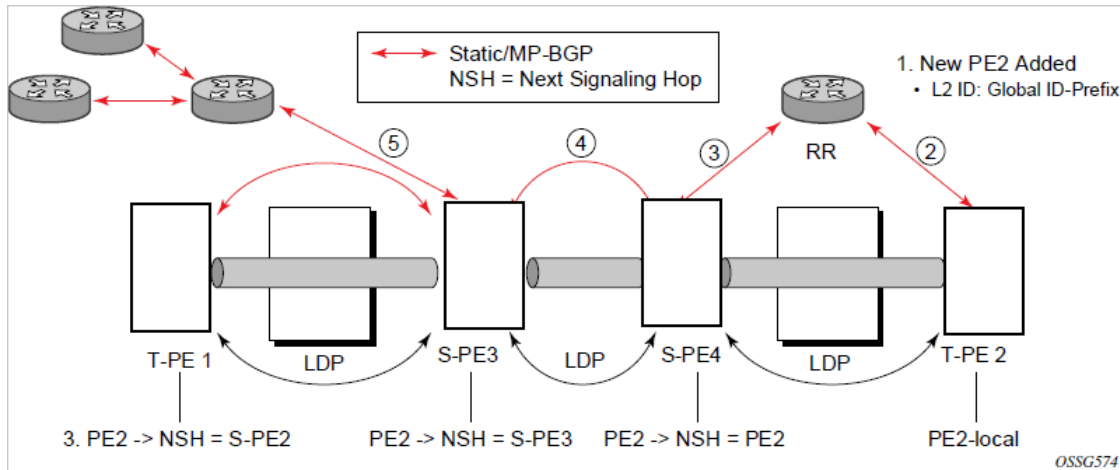 Static/MP-BGP
NSH = Next Signaling Hop
1. New PE2 Added
• L2 ID: Global ID-Prefix
RR
5
4
3
2
T-PE 1
LDP
S-PE3
LDP
S-PE4
LDP
T-PE 2
3. PE2 -> NSH = S-PE2
PE2 -> NSH = S-PE3
PE2 -> NSH = PE2
PE2-local
OSSG574